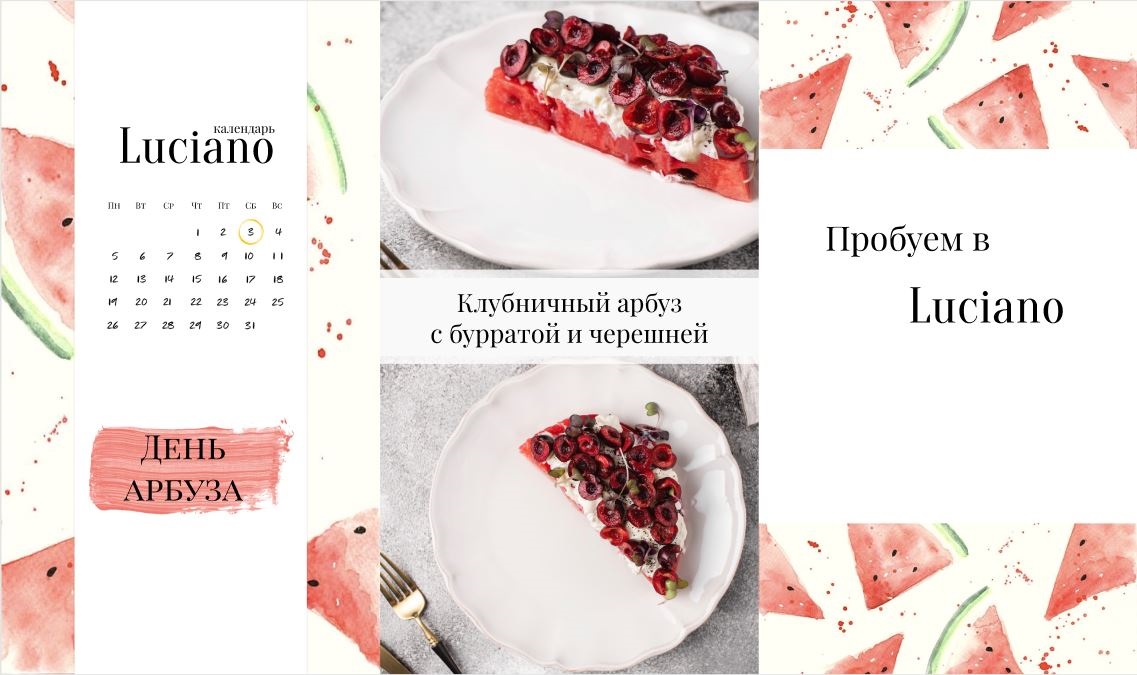 календарь
Luciano
Пн Вт Ср Чт Пт Сб Вс
1 2 3 4
5 6 7 8 9 10 11
12 13 14 15 16 17 18
19 20 21 22 23 24 25
26 27 28 29 30 31
ДЕНЬ
АРБУЗА
Клубничный арбуз
с бурратой и черешней
Пробуем в
Luciano